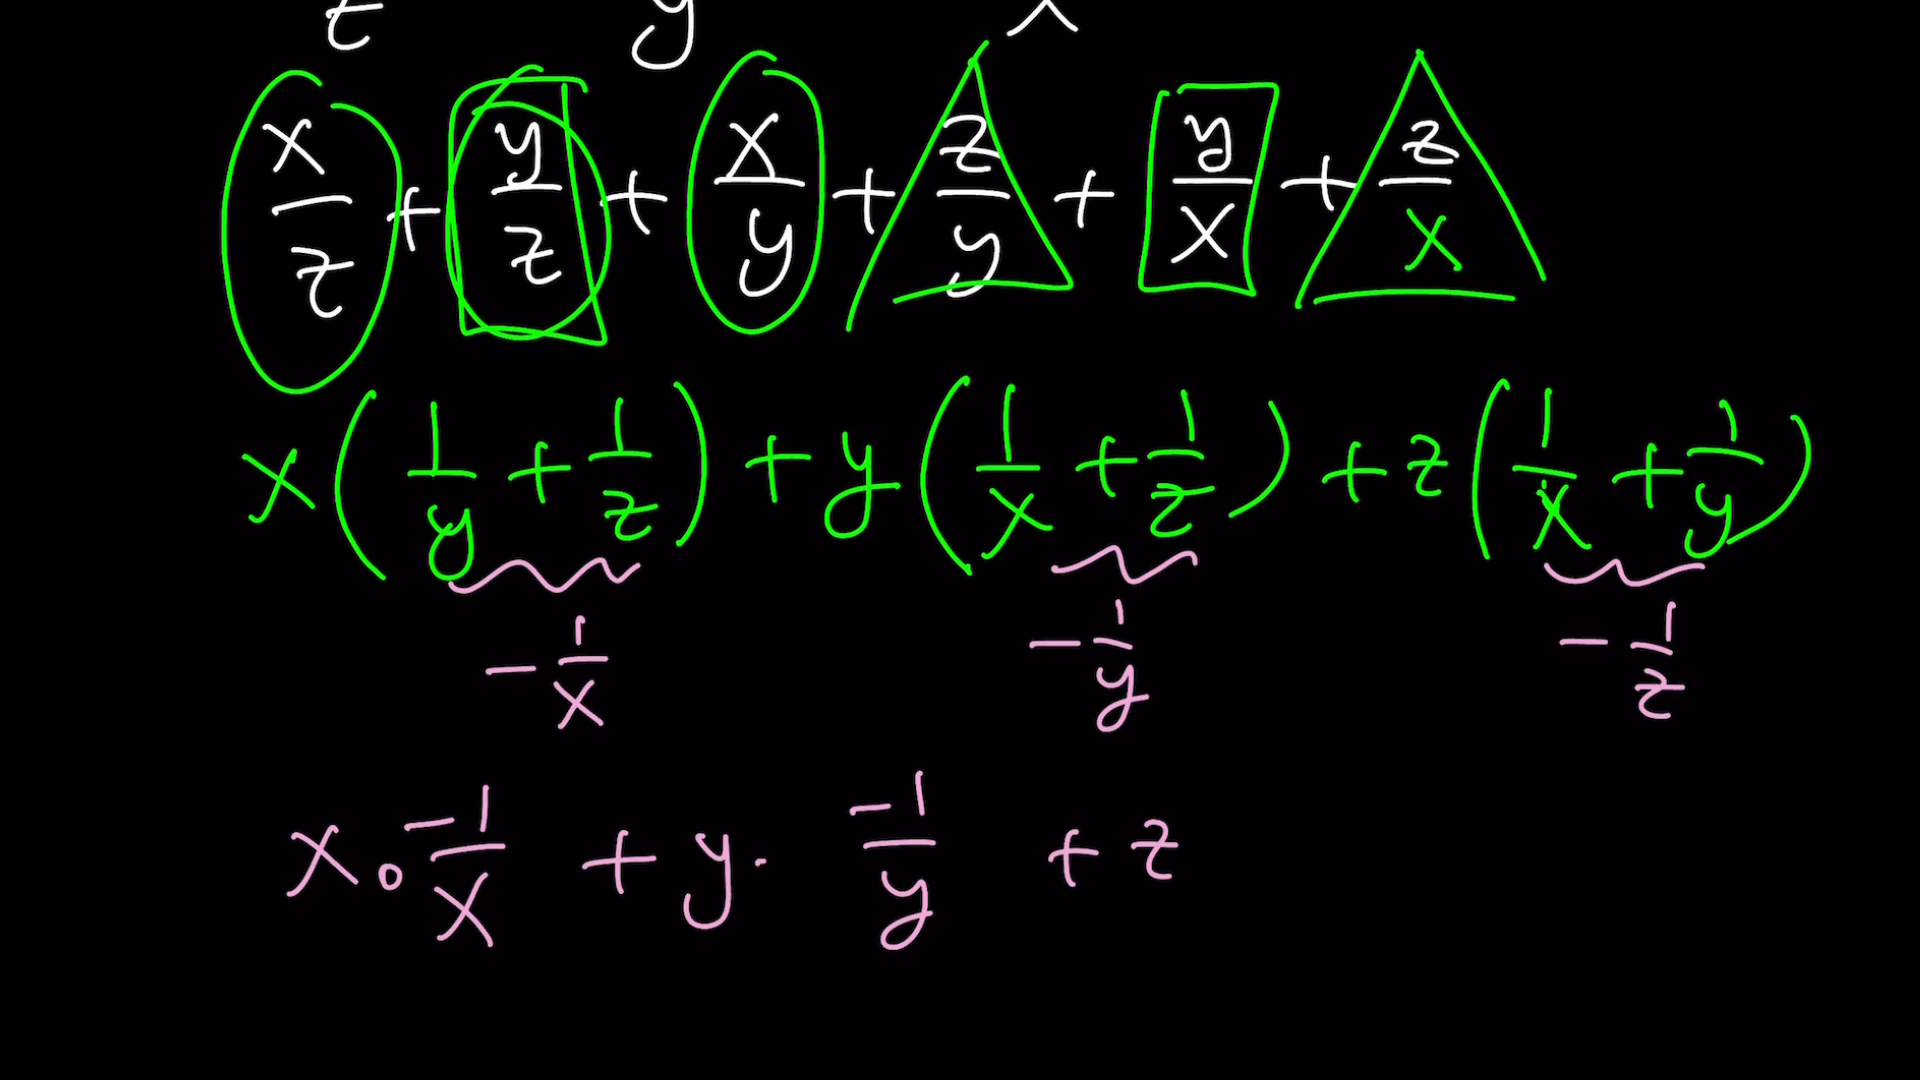 z y x
x/z + y/z + x/y + z/y + y/x + z/x
x(1/y + 1/z) + y(1/x + 1/z) + z(1/x + 1/y)
-1/x -1/y -1/z
x · -1/x + y · -1/y + z